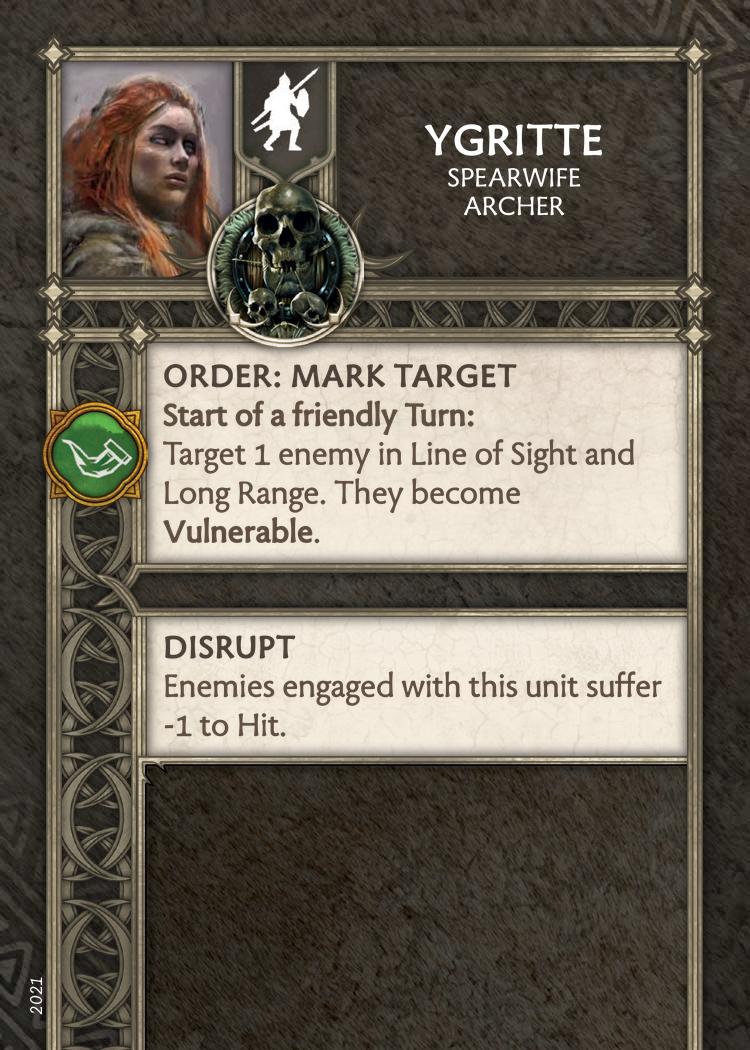 YGRITTE
SPEARWIFE
ARCHER
ORDER: MARK TARGET
Start of a friendly Turn:
Target 1 enemy in Line of Sight and
Long Range. They become
Vulnerable.
DISRUPT
Enemies engaged with this unit suffer
-1 to Hit.
2021